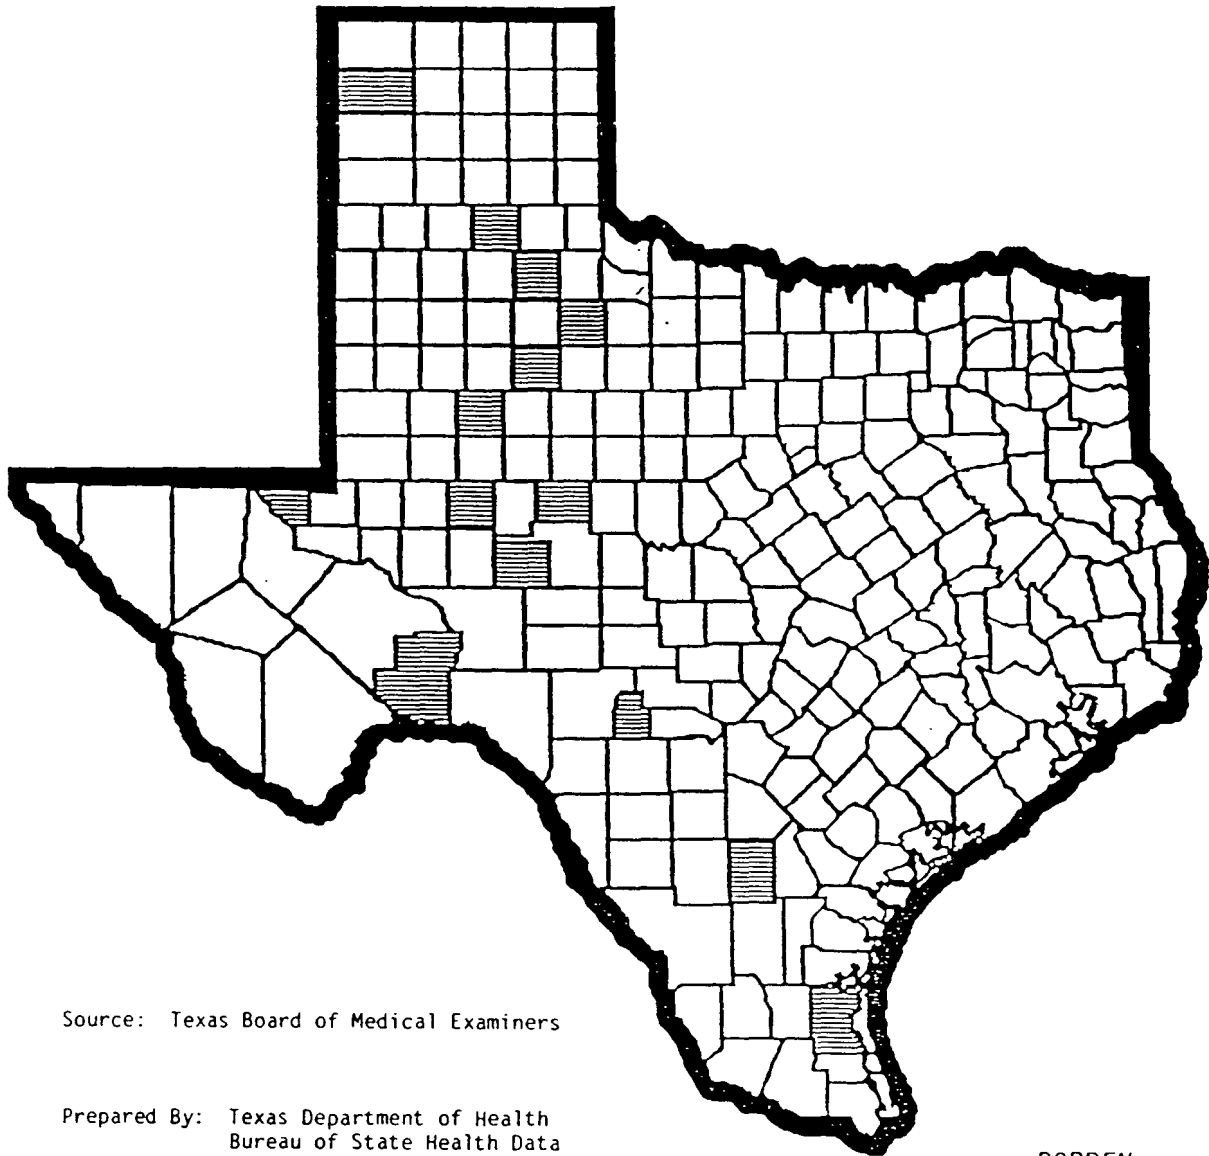 Source: Texas Board of Medical Examiners
Prepared By: Texas Department of Health
Bureau of State Health Data